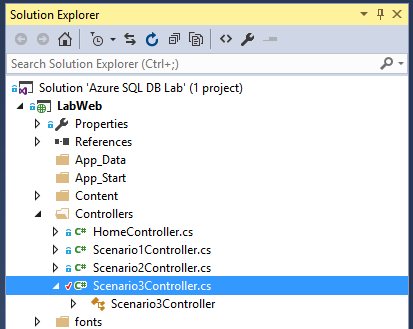 Solution Explorer
Search Solution Explorer (Ctrl+;)
Solution 'Azure SQL DB Lab' (1 project)
LabWeb
Properties
References
App_Data
App_Start
Content
Controllers
C# HomeController.cs
C# Scenario1Controller.cs
C# Scenario2Controller.cs
C# Scenario3Controller.cs
Scenario3Controller
fonts